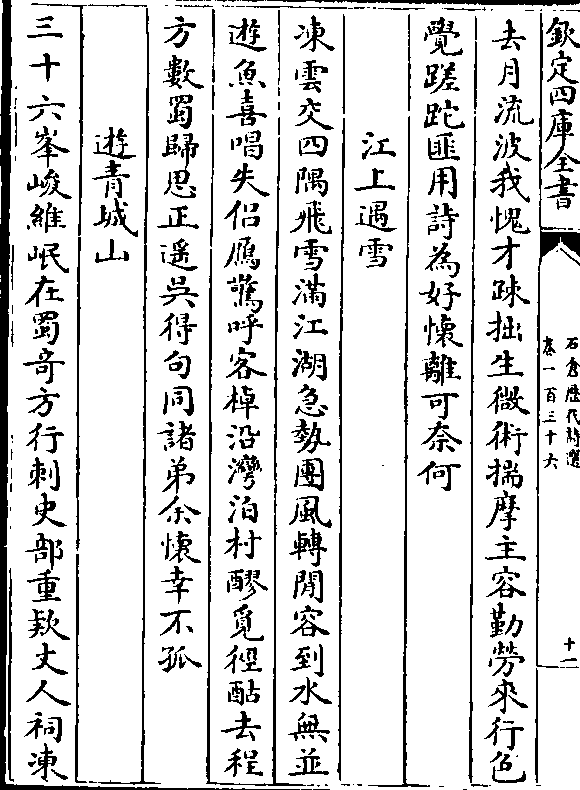 欽定四庫全書
石倉歷代詩選
卷一百三十六
十一
去月流波我愧才疎拙生微術揣摩主容勤勞來行色
覺蹉跎匪用詩為好懷離可奈何
江上遇雪
凍雲交四隅飛雪滿江湖急勢團風轉閒容到水無並
遊魚喜唱失侶鴈驚呼客棹沿灣泊村醪覓徑酤去程
方數蜀歸思正遥吳得句同諸弟余懷幸不孤
遊青城山
三十六峯峻維岷在蜀奇方行刺史部重欵丈人祠凍